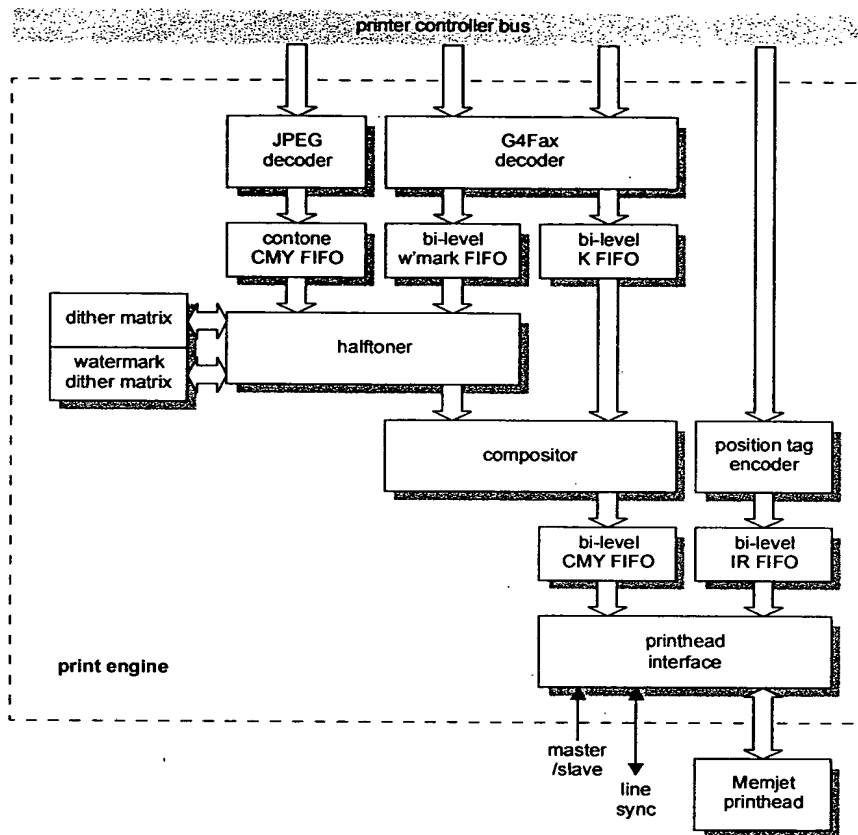 printer controller bus
JPEG
decoder
G4Fax
decoder
contone
CMY FIFO
bi-level
w'mark FIFO
bi-level
K FIFO
dither matrix
watermark
dither matrix
halftoner
compositor
position tag
encoder
bi-level
CMY FIFO
bi-level
IR FIFO
printhead
interface
print engine
master
/slave
line
sync
Memjet
printhead